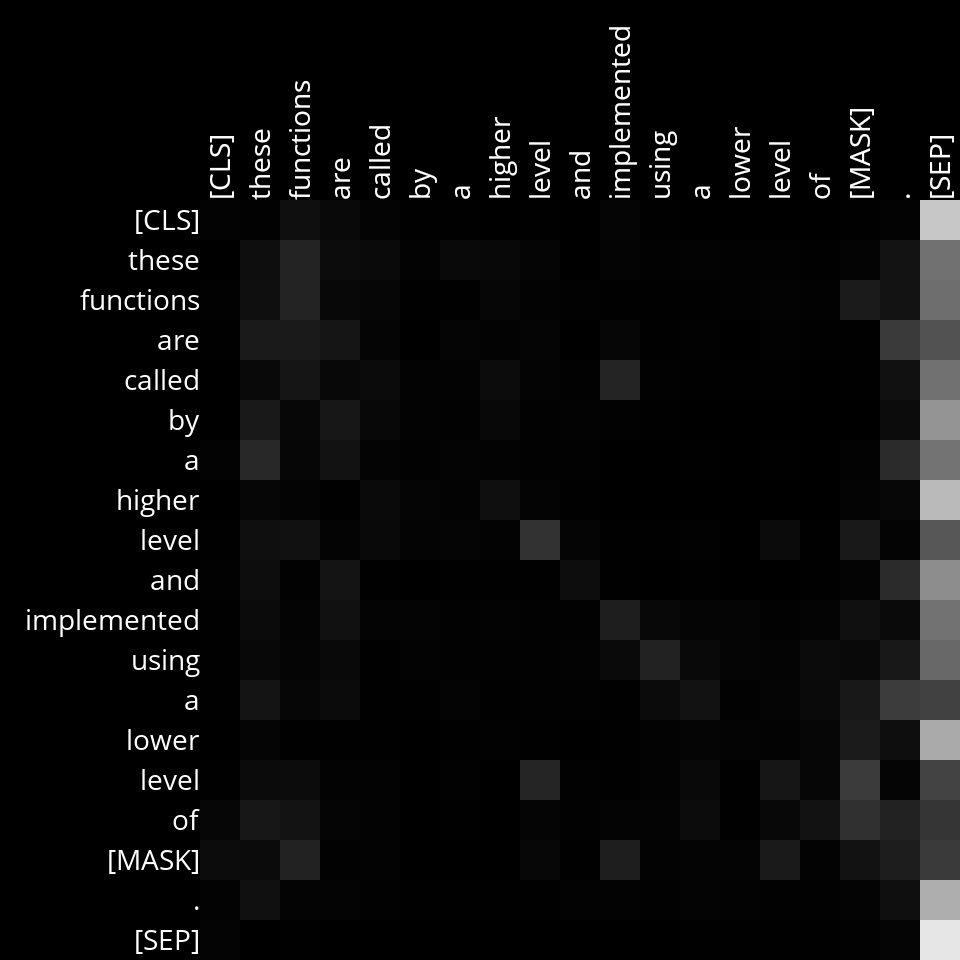 [CLS]
these
functions
are
called
by
a
higher
level
and
implemented
using
a
lower
level
of
[MASK]
.
[SEP]
[CLS]
these
functions
are
called
by
a
higher
level
and
implemented
using
a
lower
level
of
[MASK]
.
[SEP]